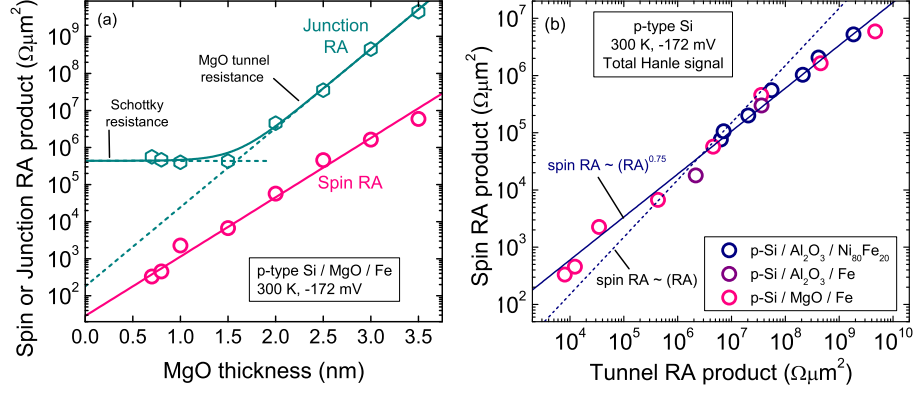 (a)
Junction
RA
MgO tunnel
resistance
Schottky
resistance
Spin RA
p-type Si / MgO / Fe
300 K, -172 mV
Spin or Junction RA product (Ωμm²)
10⁹
10⁸
10⁷
10⁶
10⁵
10⁴
10³
10²
0.0 0.5 1.0 1.5 2.0 2.5 3.0 3.5
MgO thickness (nm)
(b)
p-type Si
300 K, -172 mV
Total Hanle signal
spin RA ~ (RA)⁰·⁷⁵
spin RA ~ (RA)
p-Si / Al₂O₃ / Ni₈₀Fe₂₀
p-Si / Al₂O₃ / Fe
p-Si / MgO / Fe
Spin RA product (Ωμm²)
10⁷
10⁶
10⁵
10⁴
10³
10²
10⁴ 10⁵ 10⁶ 10⁷ 10⁸ 10⁹ 10¹⁰
Tunnel RA product (Ωμm²)